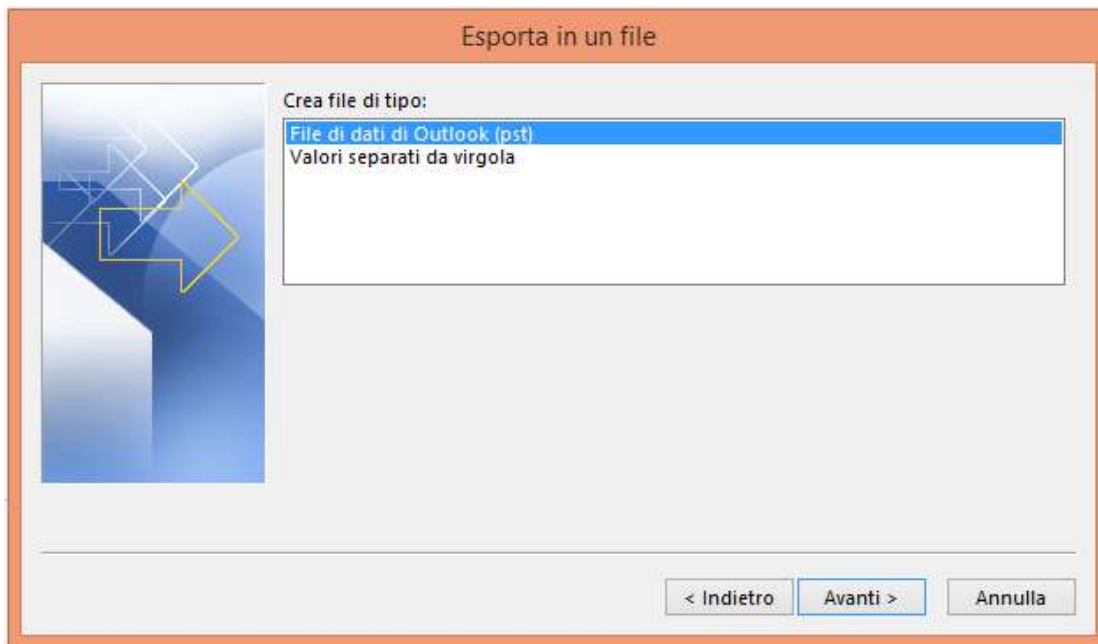 Esporta in un file
Crea file di tipo:
File di dati di Outlook (pst)
Valori separati da virgola
< Indietro
Avanti >
Annulla